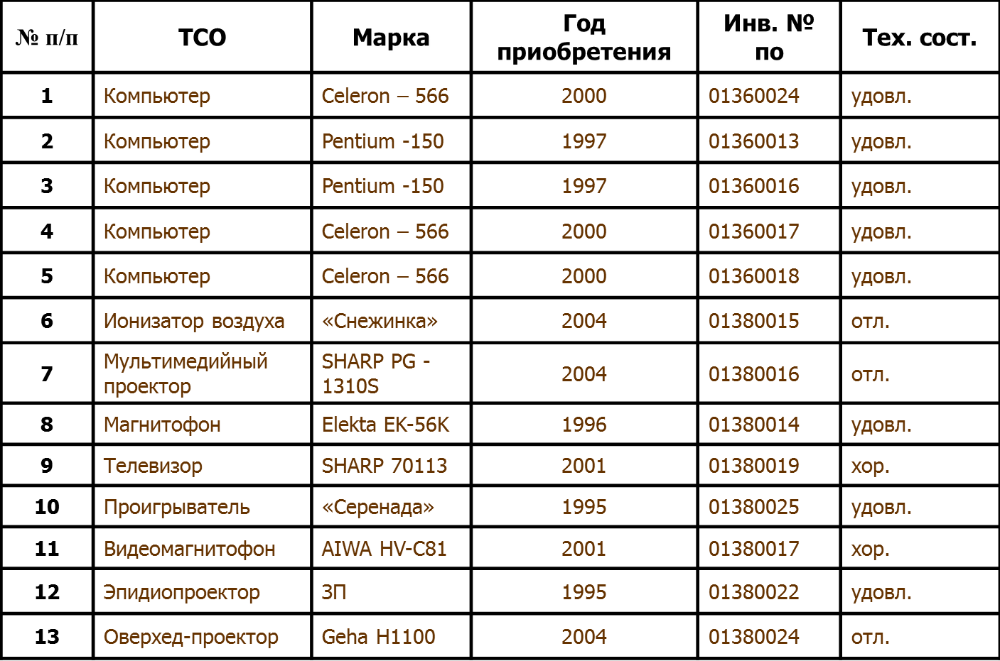 № п/п ТСО Марка Год приобретения Инв. № по Тех. сост.
1 Компьютер Celeron – 566 2000 01360024 удовл.
2 Компьютер Pentium -150 1997 01360013 удовл.
3 Компьютер Pentium -150 1997 01360016 удовл.
4 Компьютер Celeron – 566 2000 01360017 удовл.
5 Компьютер Celeron – 566 2000 01360018 удовл.
6 Ионизатор воздуха «Снежинка» 2004 01380015 отл.
7 Мультимедийный проектор SHARP PG - 1310S 2004 01380016 отл.
8 Магнитофон Elekta EK-56K 1996 01380014 удовл.
9 Телевизор SHARP 70113 2001 01380019 хор.
10 Проигрыватель «Серенада» 1995 01380025 удовл.
11 Видеомагнитофон AIWA HV-C81 2001 01380017 хор.
12 Эпидиопроектор ЗП 1995 01380022 удовл.
13 Оверхед-проектор Geha H1100 2004 01380024 отл.